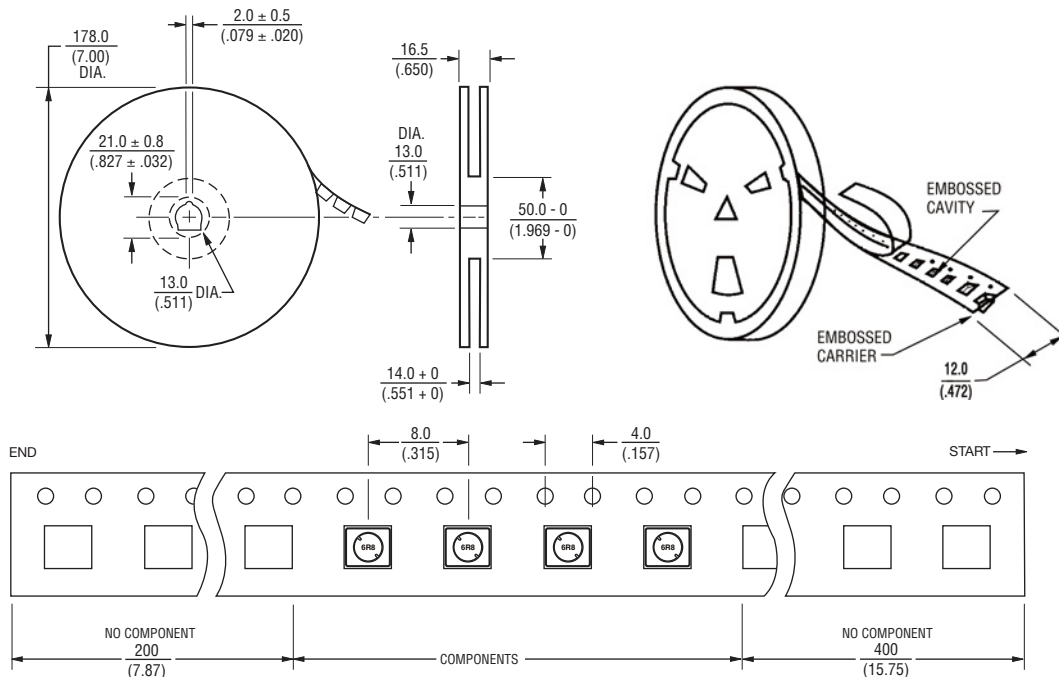 2.0 ± 0.5
(.079 ± .020)
178.0
(7.00)
DIA.
16.5
(.650)
21.0 ± 0.8
(.827 ± .032)
DIA.
13.0
(.511)
50.0 - 0
(1.969 - 0)
13.0
(.511)
DIA.
14.0 + 0
(.551 + 0)
EMBOSSED
CAVITY
EMBOSSED
CARRIER
12.0
(.472)
END
8.0
(.315)
4.0
(.157)
START
6R8
6R8
6R8
6R8
NO COMPONENT
200
(7.87)
COMPONENTS
NO COMPONENT
400
(15.75)